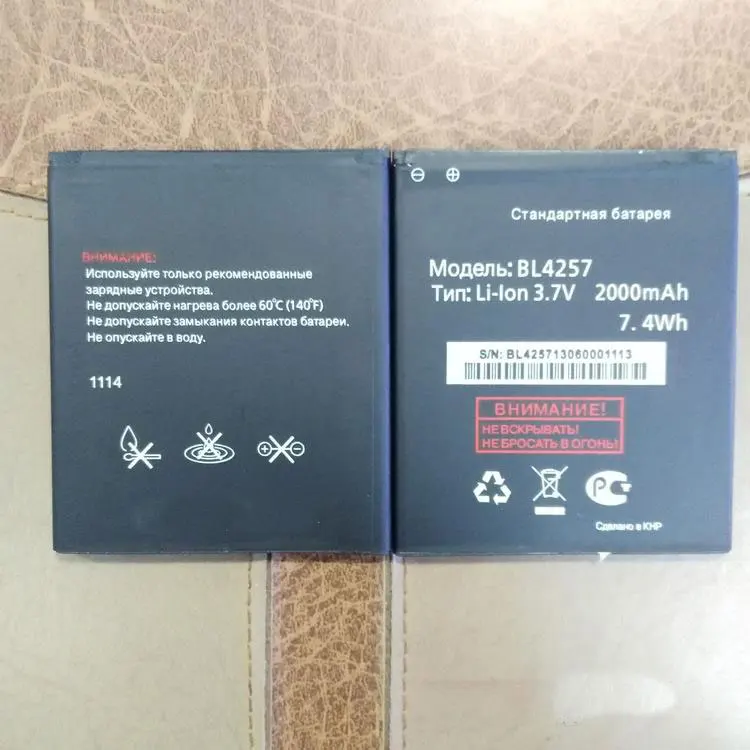 ВНИМАНИЕ:
Используйте только рекомендованные
зарядные устройства.
Не допускайте нагрева более 60℃ (140℉)
Не допускайте замыкания контактов батареи.
Не опускайте в воду.
1114
Стандартная батарея
Модель: BL4257
Тип: Li-Ion 3.7V 2000mAh
7.4Wh
S/N: BL425713060001113
ВНИМАНИЕ!
НЕ ВСКРЫВАТЬ!
НЕ БРОСАТЬ В ОГОНЬ!
Сделано в КНР